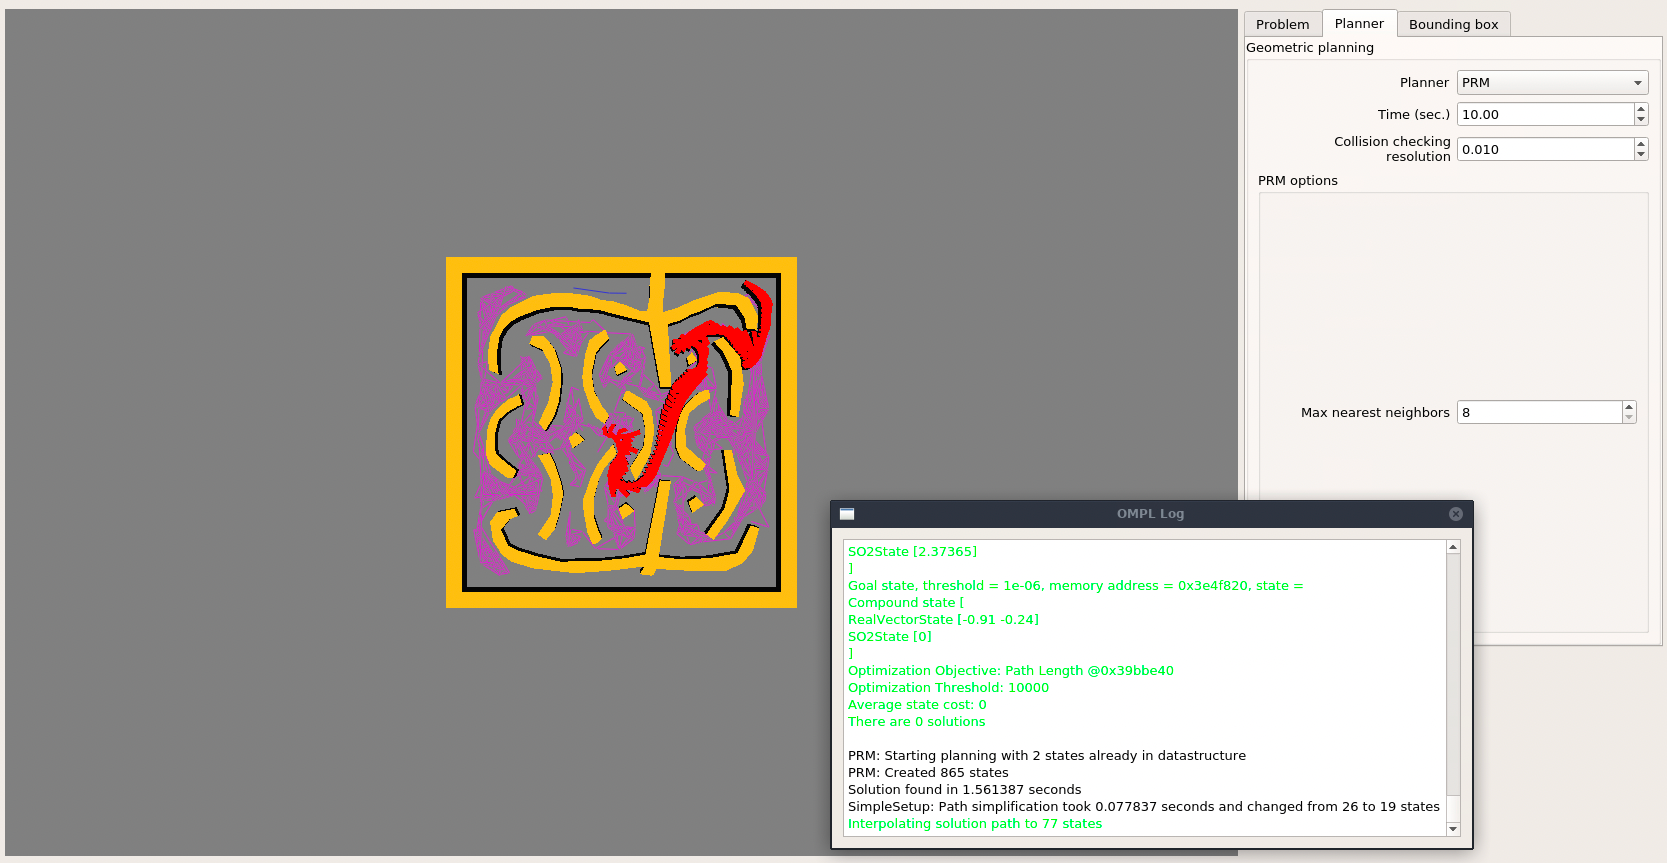 Problem
Planner
Bounding box
Geometric planning
Planner
PRM
Time (sec.)
10.00
Collision checking
resolution
0.010
PRM options
Max nearest neighbors
8
OMPL Log
SO2State [2.37365]
]
Goal state, threshold = 1e-06, memory address = 0x3e4f820, state =
Compound state [
RealVectorState [-0.91 -0.24]
SO2State [0]
]
Optimization Objective: Path Length @0x39bbe40
Optimization Threshold: 10000
Average state cost: 0
There are 0 solutions
PRM: Starting planning with 2 states already in datastructure
PRM: Created 865 states
Solution found in 1.561387 seconds
SimpleSetup: Path simplification took 0.077837 seconds and changed from 26 to 19 states
Interpolating solution path to 77 states